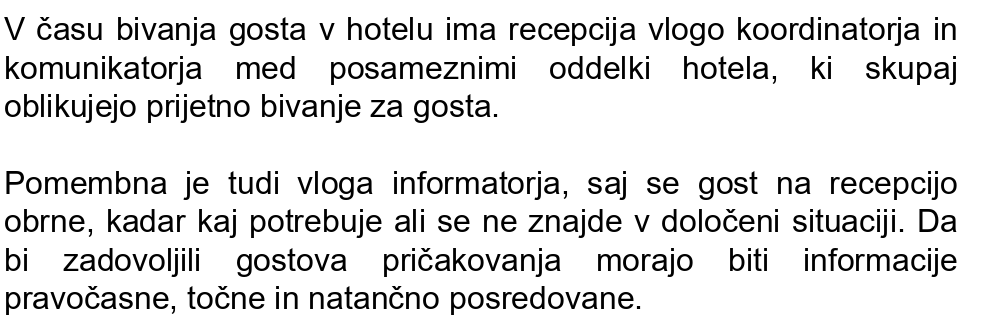 V času bivanja gosta v hotelu ima recepcija vlogo koordinatorja in
komunikatorja med posameznimi oddelki hotela, ki skupaj
oblikujejo prijetno bivanje za gosta.
Pomembna je tudi vloga informatorja, saj se gost na recepcijo
obrne, kadar kaj potrebuje ali se ne znajde v določeni situaciji. Da
bi zadovoljili gostova pričakovanja morajo biti informacije
pravočasne, točne in natančno posredovane.